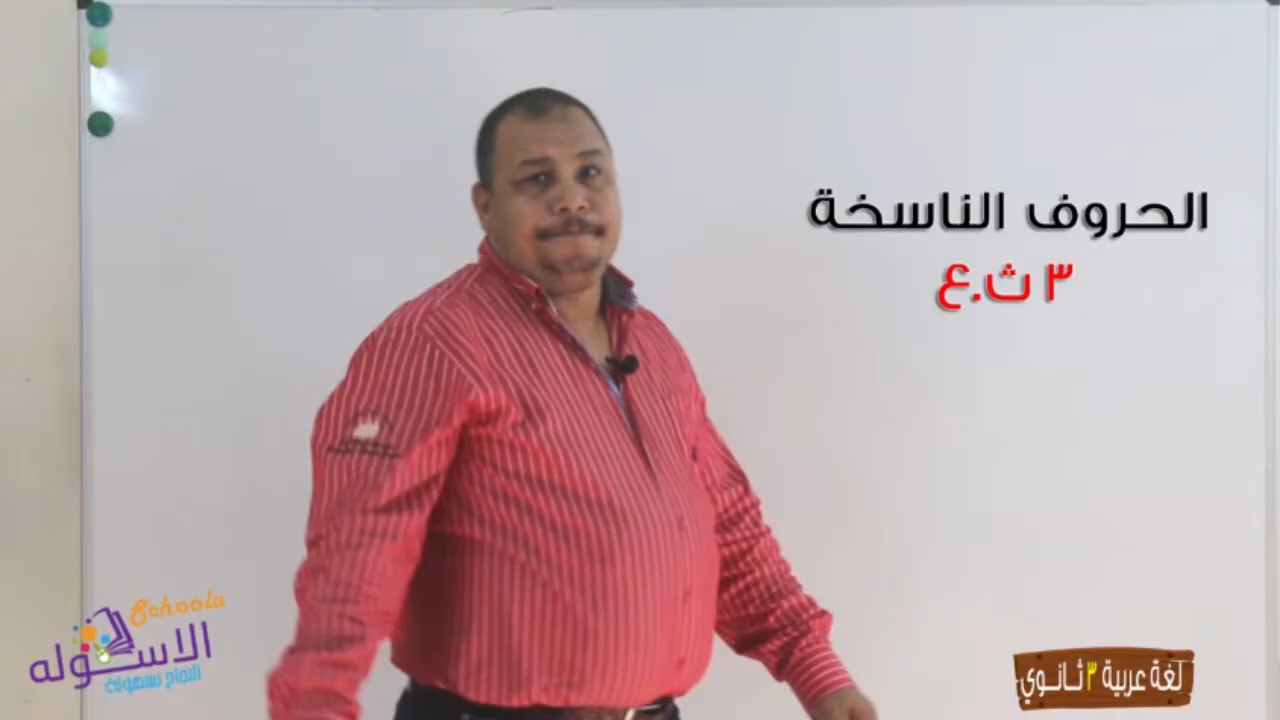 الحروف الناسخة
٣ ث.ع
Schoola
الاسكوله
النجاح بسهولة
لغة عربية ٣ ثانوي